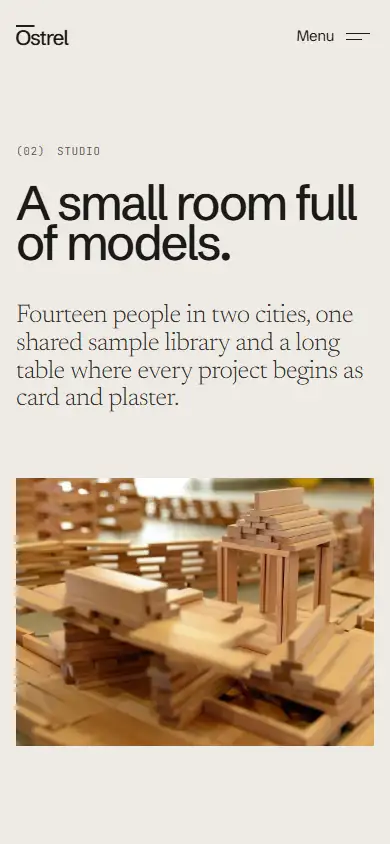 Ostrel
Menu
(02) STUDIO
A small room full
of models.
Fourteen people in two cities, one
shared sample library and a long
table where every project begins as
card and plaster.